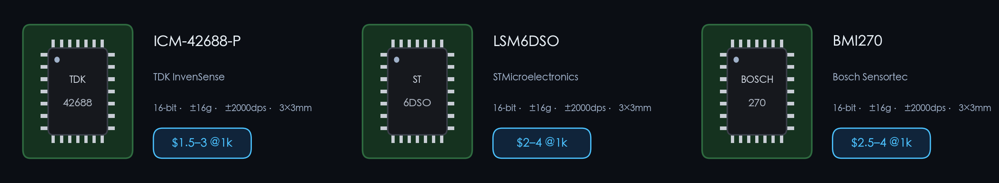 TDK
42688
ICM-42688-P
TDK InvenSense
16-bit · ±16g · ±2000dps · 3×3mm
$1.5–3 @1k
ST
6DSO
LSM6DSO
STMicroelectronics
16-bit · ±16g · ±2000dps · 3×3mm
$2–4 @1k
BOSCH
270
BMI270
Bosch Sensortec
16-bit · ±16g · ±2000dps · 3×3mm
$2.5–4 @1k